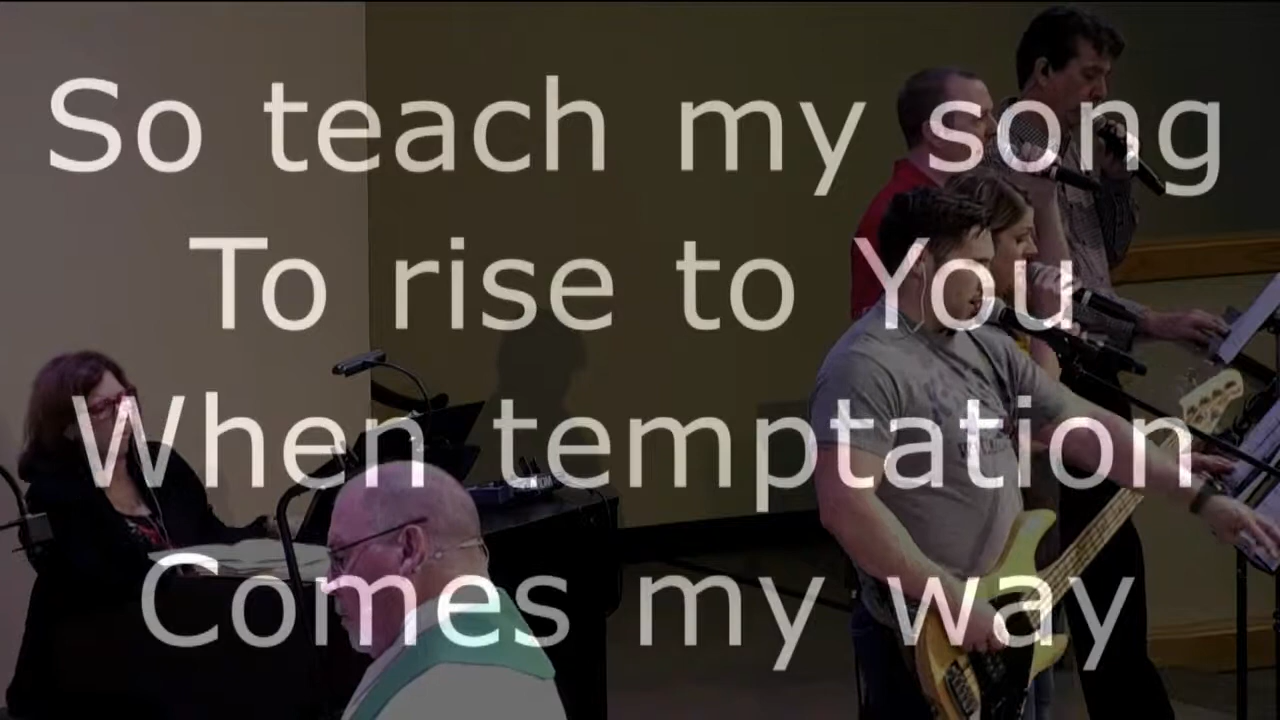 So teach my song
To rise to You
When temptation
Comes my way